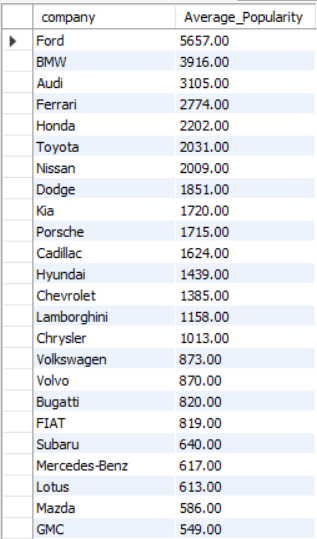 company Average_Popularity
Ford 5657.00
BMW 3916.00
Audi 3105.00
Ferrari 2774.00
Honda 2202.00
Toyota 2031.00
Nissan 2009.00
Dodge 1851.00
Kia 1720.00
Porsche 1715.00
Cadillac 1624.00
Hyundai 1439.00
Chevrolet 1385.00
Lamborghini 1158.00
Chrysler 1013.00
Volkswagen 873.00
Volvo 870.00
Bugatti 820.00
FIAT 819.00
Subaru 640.00
Mercedes-Benz 617.00
Lotus 613.00
Mazda 586.00
GMC 549.00